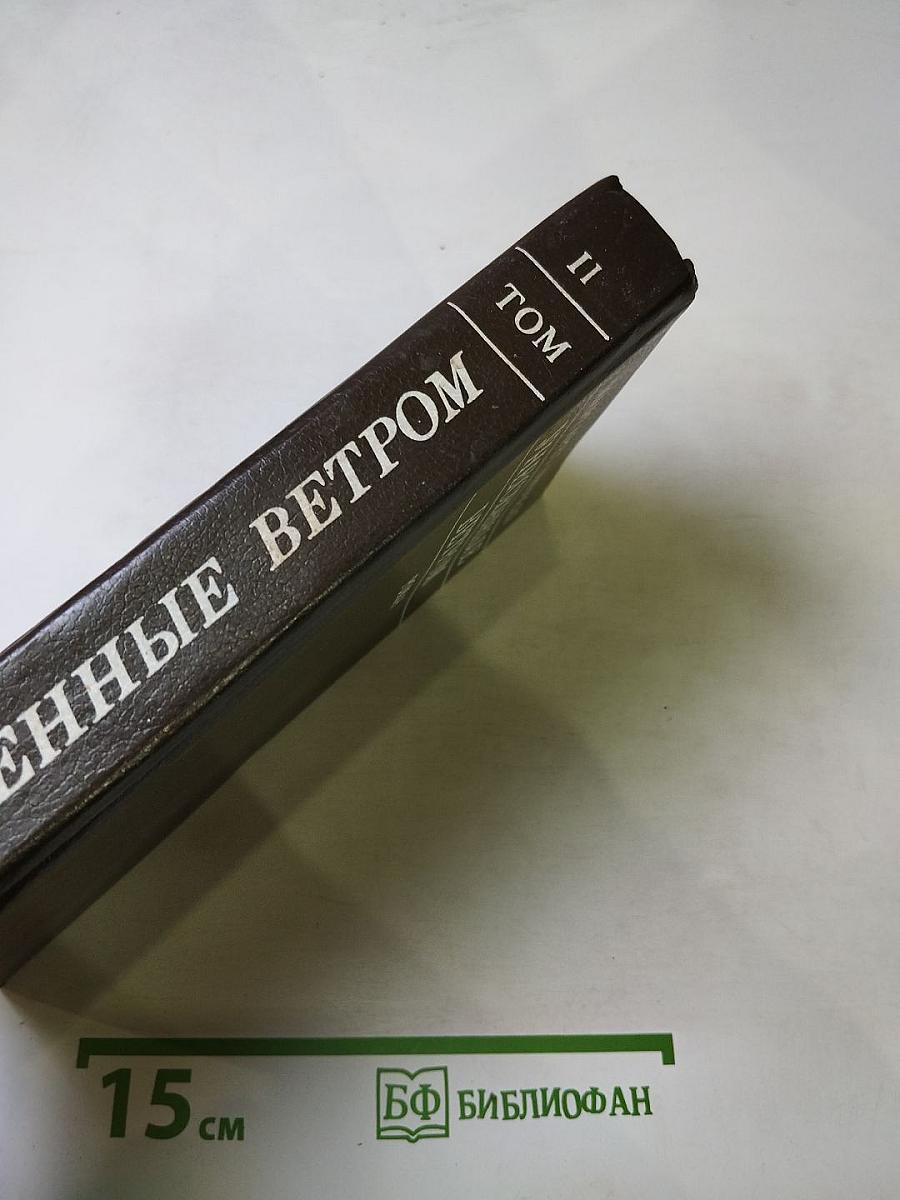 ЕННЫЕ ВЕТРОМ
ТОМ
II
15 см
БФ БИБЛИОФАН